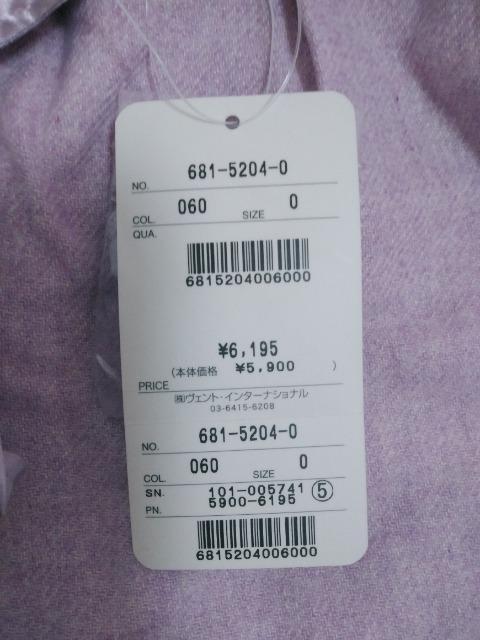 NO. 681-5204-0
COL. 060 SIZE 0
QUA.
6815204006000
¥6,195
(本体価格 ¥5,900 )
PRICE
㈱ヴェント・インターナショナル
03-6415-6208
NO. 681-5204-0
COL. 060 SIZE 0
SN. 101-005741 ⑤
PN. 5900-6195
6815204006000